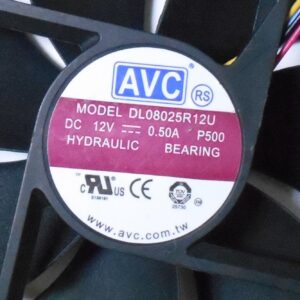 AVC RS
MODEL DL08025R12U
DC 12V 0.50A P500
HYDRAULIC BEARING
C US CE
www.avc.com.tw